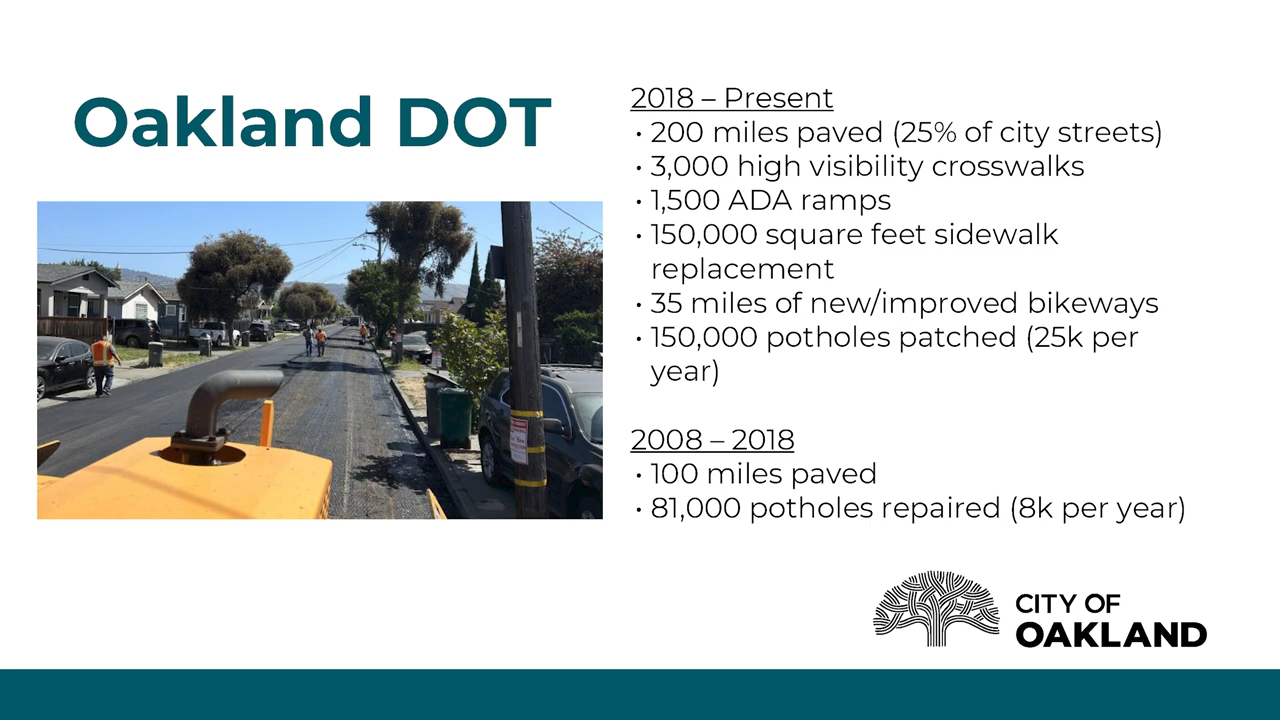 Oakland DOT
2018 – Present
• 200 miles paved (25% of city streets)
• 3,000 high visibility crosswalks
• 1,500 ADA ramps
• 150,000 square feet sidewalk
replacement
• 35 miles of new/improved bikeways
• 150,000 potholes patched (25k per
year)
2008 – 2018
• 100 miles paved
• 81,000 potholes repaired (8k per year)
CITY OF
OAKLAND